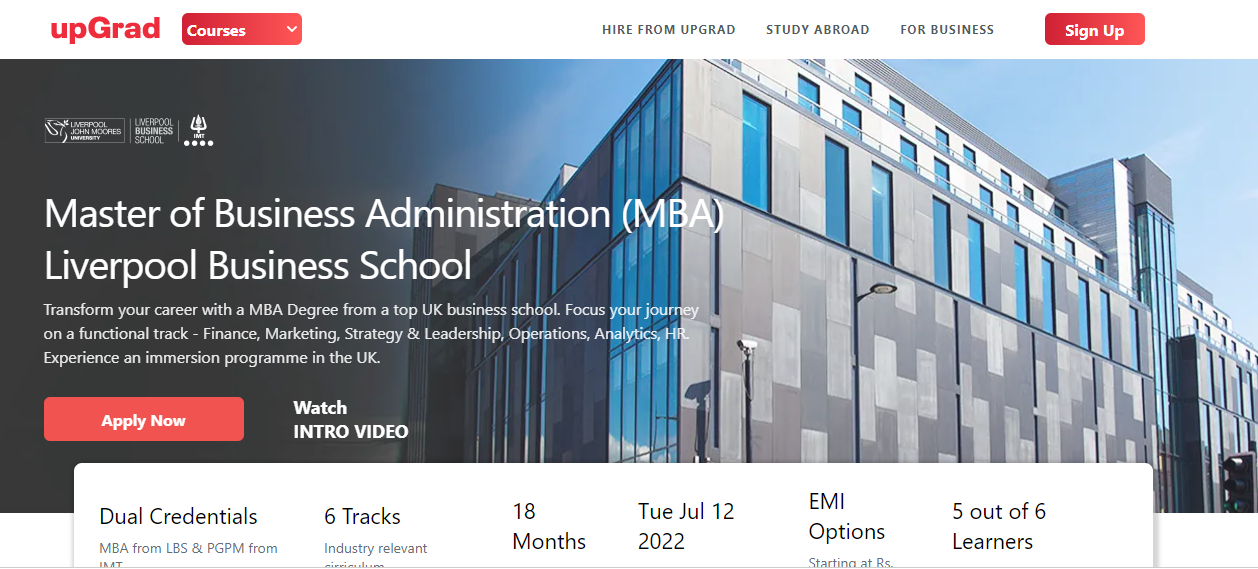 upGrad
Courses
HIRE FROM UPGRAD
STUDY ABROAD
FOR BUSINESS
Sign Up
LIVERPOOL
JOHN MOORES
UNIVERSITY
LIVERPOOL
BUSINESS
SCHOOL
IMT
Master of Business Administration (MBA)
Liverpool Business School
Transform your career with a MBA Degree from a top UK business school. Focus your journey
on a functional track - Finance, Marketing, Strategy & Leadership, Operations, Analytics, HR.
Experience an immersion programme in the UK.
Apply Now
Watch
INTRO VIDEO
Dual Credentials
MBA from LBS & PGPM from
IMT
6 Tracks
Industry relevant
cirriculum
18
Months
Tue Jul 12
2022
EMI
Options
Starting at Rs.
5 out of 6
Learners